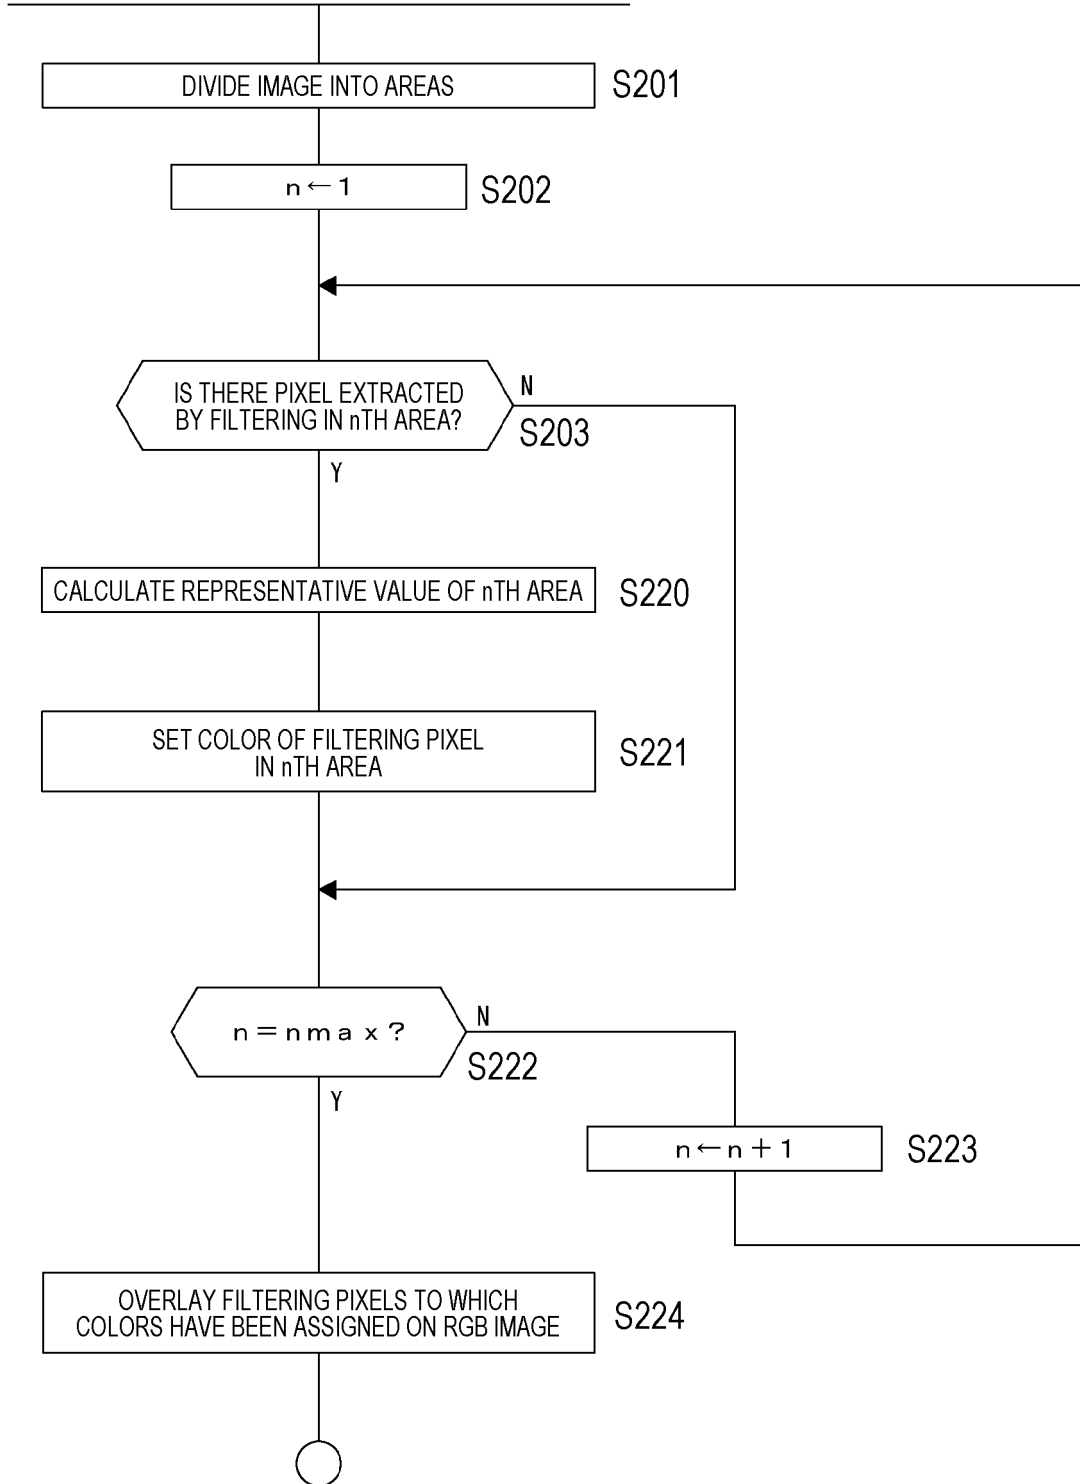 DIVIDE IMAGE INTO AREAS
S201
n ← 1
S202
IS THERE PIXEL EXTRACTED
BY FILTERING IN nTH AREA?
N
S203
Y
CALCULATE REPRESENTATIVE VALUE OF nTH AREA
S220
SET COLOR OF FILTERING PIXEL
IN nTH AREA
S221
n = n m a x ?
N
S222
Y
n ← n + 1
S223
OVERLAY FILTERING PIXELS TO WHICH
COLORS HAVE BEEN ASSIGNED ON RGB IMAGE
S224